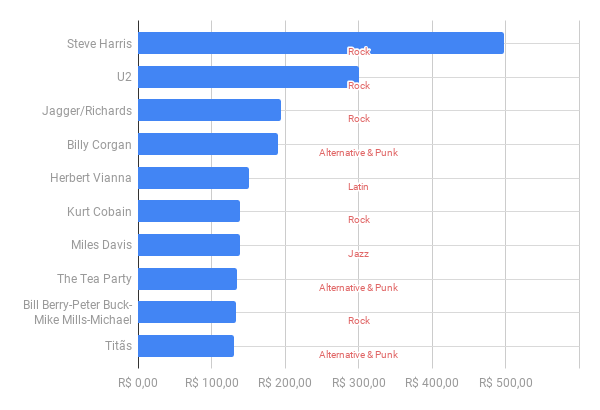 Steve Harris
Rock
U2
Rock
Jagger/Richards
Rock
Billy Corgan
Alternative & Punk
Herbert Vianna
Latin
Kurt Cobain
Rock
Miles Davis
Jazz
The Tea Party
Alternative & Punk
Bill Berry-Peter Buck-
Mike Mills-Michael
Rock
Titãs
Alternative & Punk
R$ 0,00 R$ 100,00 R$ 200,00 R$ 300,00 R$ 400,00 R$ 500,00